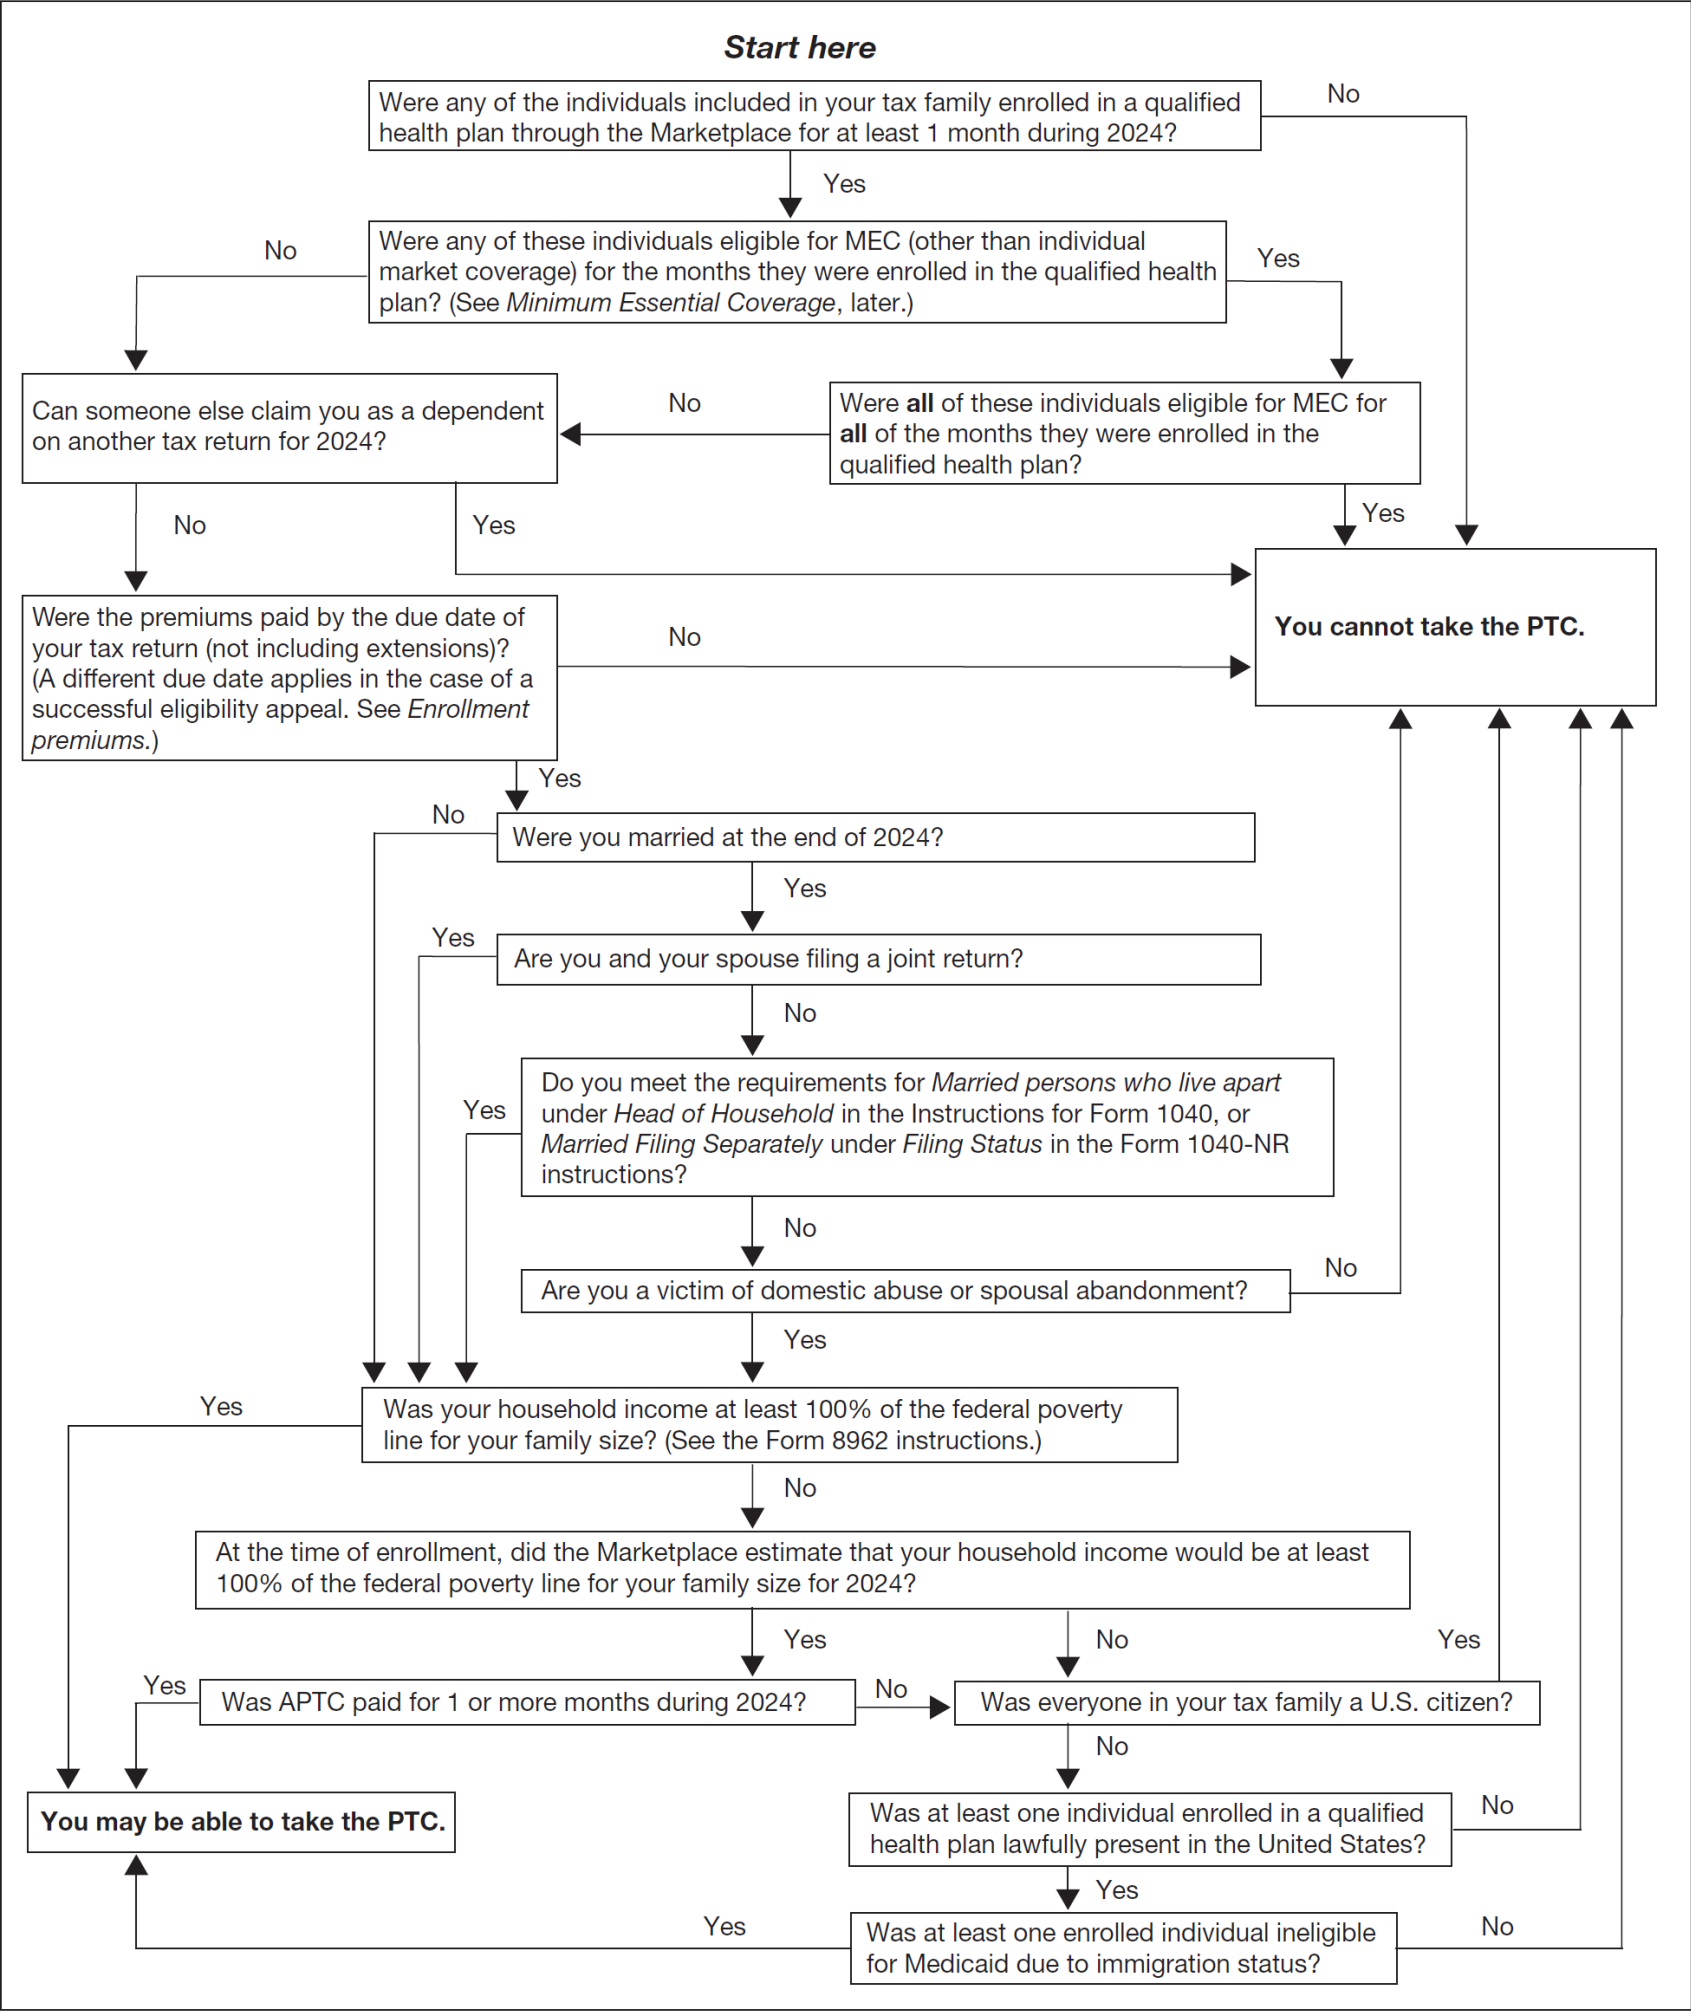 Start here
Were any of the individuals included in your tax family enrolled in a qualified
health plan through the Marketplace for at least 1 month during 2024?
No
Yes
Were any of these individuals eligible for MEC (other than individual
market coverage) for the months they were enrolled in the qualified health
plan? (See Minimum Essential Coverage, later.)
No
Yes
Can someone else claim you as a dependent
on another tax return for 2024?
No
Were all of these individuals eligible for MEC for
all of the months they were enrolled in the
qualified health plan?
No
Yes
Yes
You cannot take the PTC.
Were the premiums paid by the due date of
your tax return (not including extensions)?
(A different due date applies in the case of a
successful eligibility appeal. See Enrollment
premiums.)
No
Yes
No
Were you married at the end of 2024?
Yes
Yes
Are you and your spouse filing a joint return?
No
Do you meet the requirements for Married persons who live apart
under Head of Household in the Instructions for Form 1040, or
Married Filing Separately under Filing Status in the Form 1040-NR
instructions?
Yes
No
Are you a victim of domestic abuse or spousal abandonment?
No
Yes
Yes
Was your household income at least 100% of the federal poverty
line for your family size? (See the Form 8962 instructions.)
No
At the time of enrollment, did the Marketplace estimate that your household income would be at least
100% of the federal poverty line for your family size for 2024?
Yes
No
Yes
Yes
Was APTC paid for 1 or more months during 2024?
No
Was everyone in your tax family a U.S. citizen?
No
You may be able to take the PTC.
Was at least one individual enrolled in a qualified
health plan lawfully present in the United States?
No
Yes
Yes
Was at least one enrolled individual ineligible
for Medicaid due to immigration status?
No